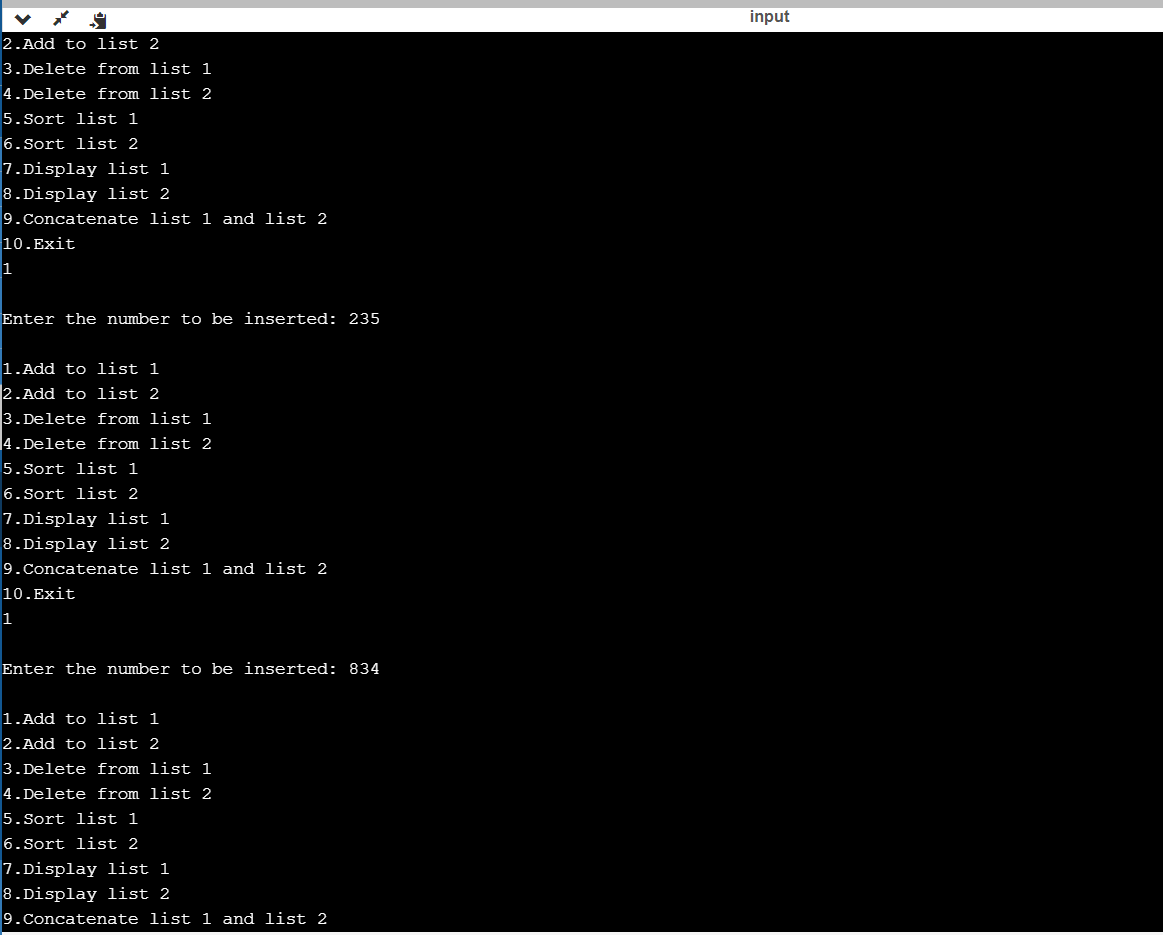 input
2.Add to list 2
3.Delete from list 1
4.Delete from list 2
5.Sort list 1
6.Sort list 2
7.Display list 1
8.Display list 2
9.Concatenate list 1 and list 2
10.Exit
1
Enter the number to be inserted: 235
1.Add to list 1
2.Add to list 2
3.Delete from list 1
4.Delete from list 2
5.Sort list 1
6.Sort list 2
7.Display list 1
8.Display list 2
9.Concatenate list 1 and list 2
10.Exit
1
Enter the number to be inserted: 834
1.Add to list 1
2.Add to list 2
3.Delete from list 1
4.Delete from list 2
5.Sort list 1
6.Sort list 2
7.Display list 1
8.Display list 2
9.Concatenate list 1 and list 2